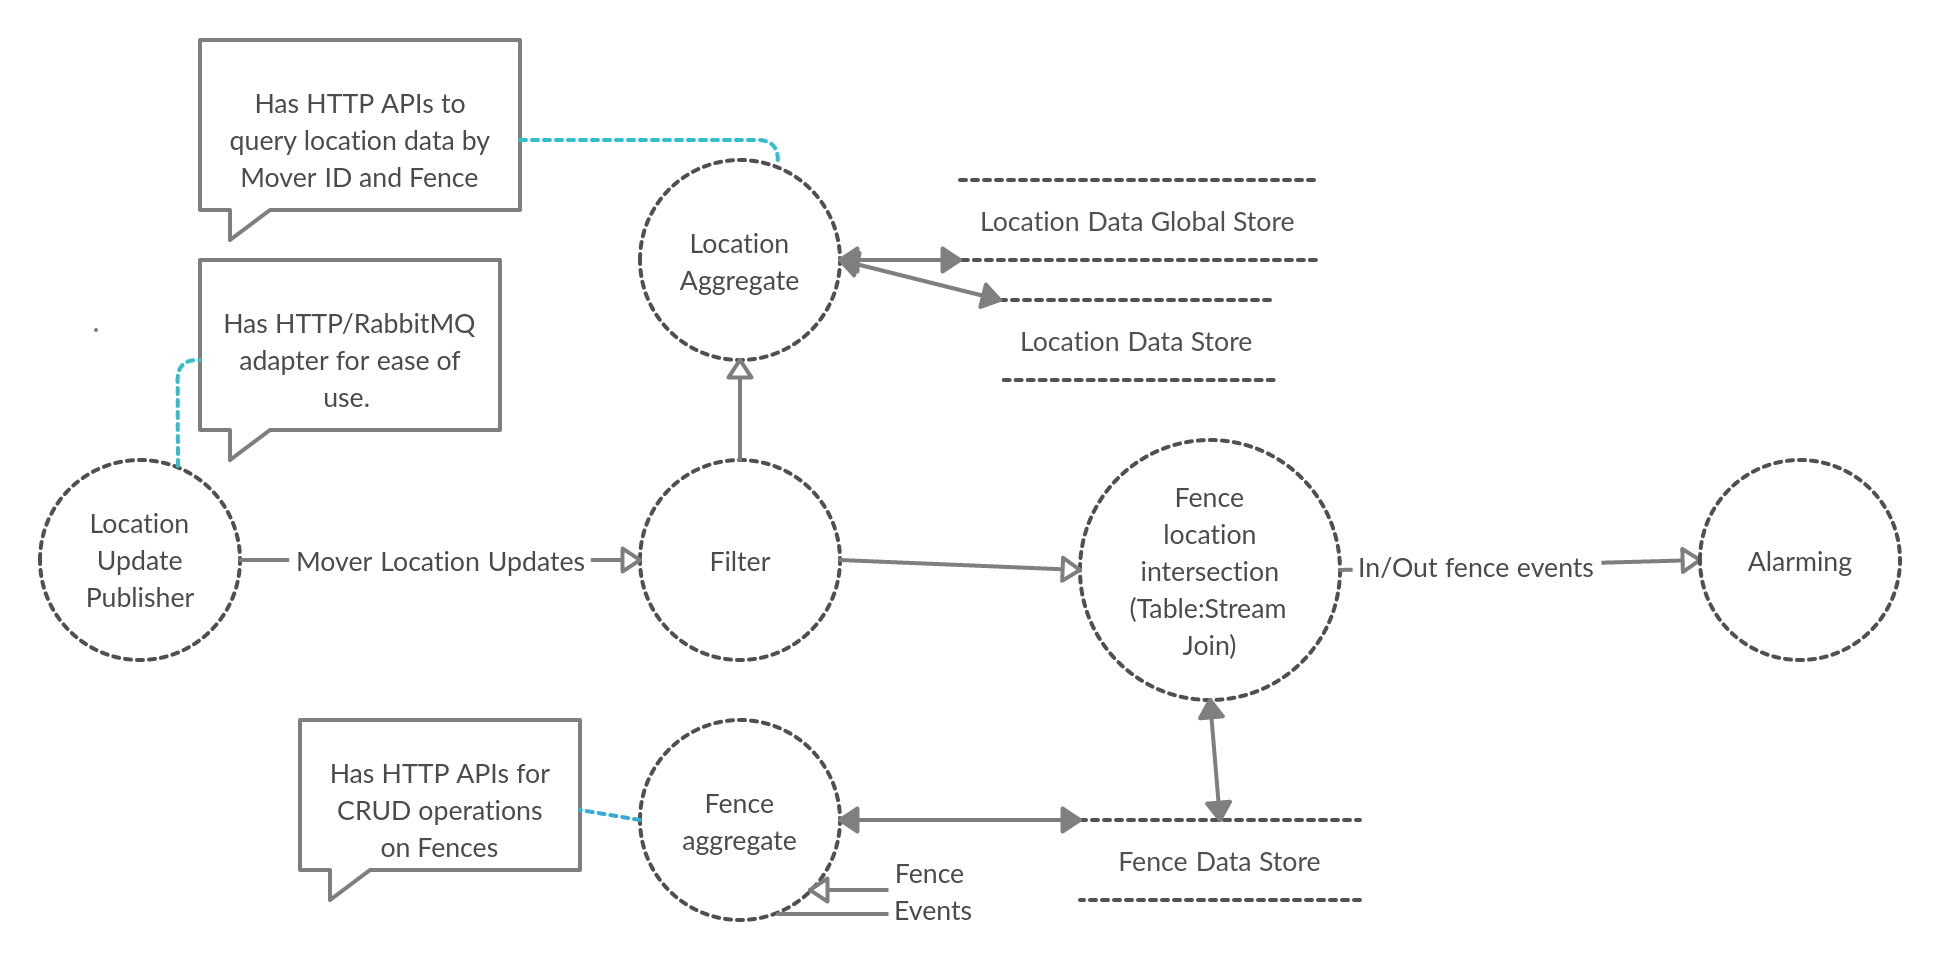 Has HTTP APIs to
query location data by
Mover ID and Fence
Location
Aggregate
Location Data Global Store
Location Data Store
Has HTTP/RabbitMQ
adapter for ease of
use.
Location
Update
Publisher
Mover Location Updates
Filter
Fence
location
intersection
(Table:Stream
Join)
In/Out fence events
Alarming
Has HTTP APIs for
CRUD operations
on Fences
Fence
aggregate
Fence
Events
Fence Data Store